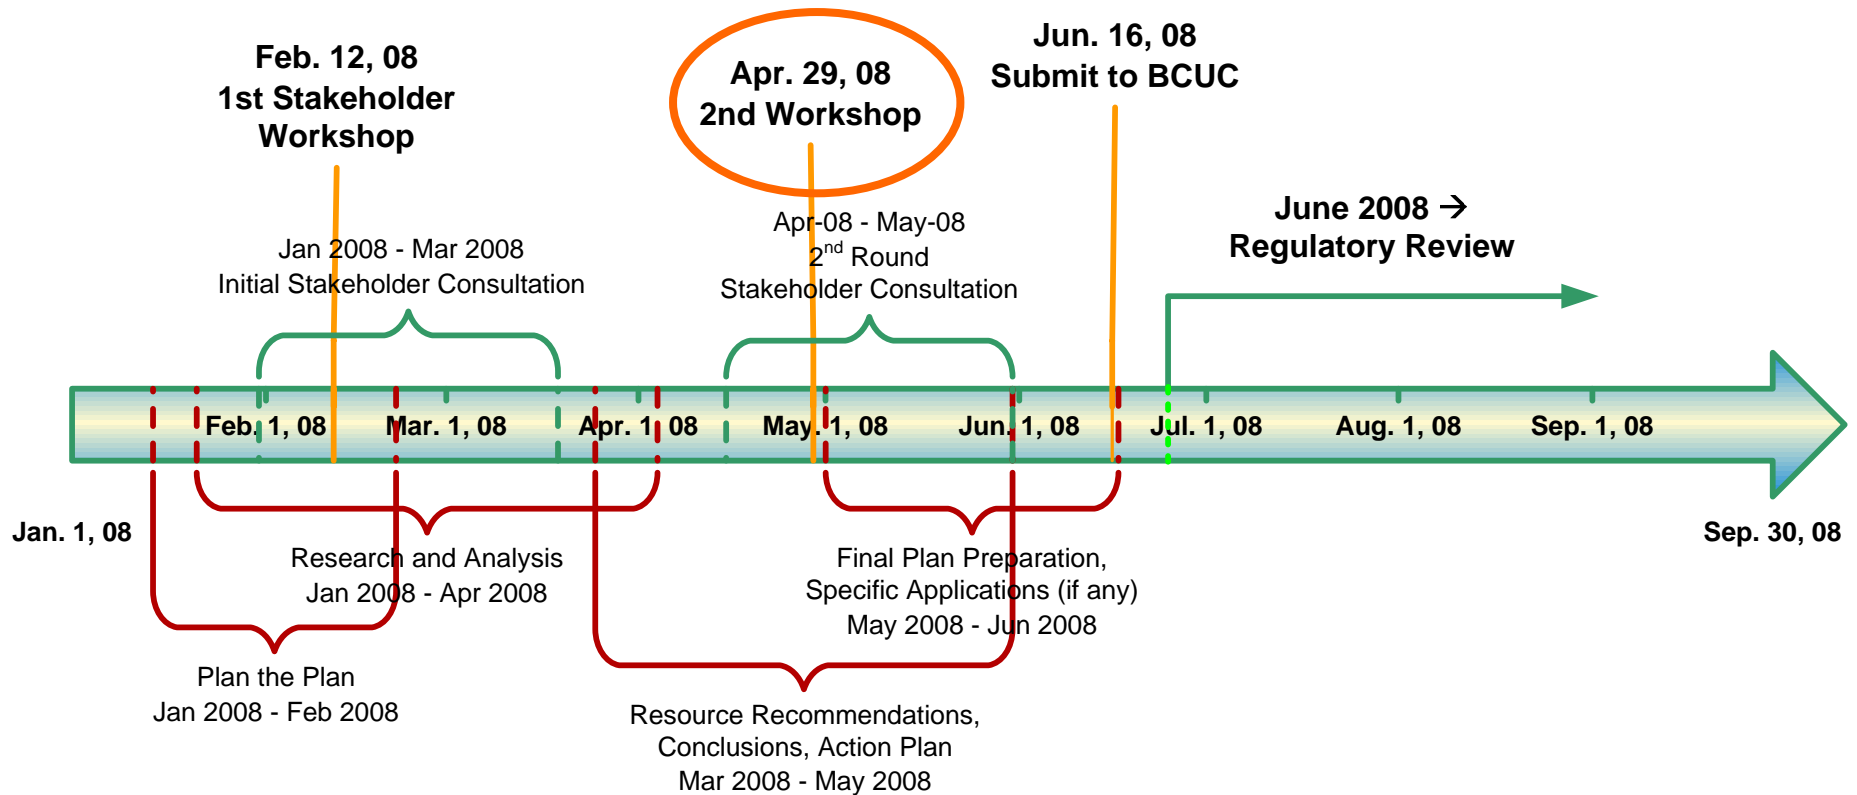 Feb. 12, 08
1st Stakeholder
Workshop
Apr. 29, 08
2nd Workshop
Jun. 16, 08
Submit to BCUC
June 2008 →
Regulatory Review
Jan 2008 - Mar 2008
Initial Stakeholder Consultation
Apr-08 - May-08
2nd Round
Stakeholder Consultation
Feb. 1, 08
Mar. 1, 08
Apr. 1, 08
May. 1, 08
Jun. 1, 08
Jul. 1, 08
Aug. 1, 08
Sep. 1, 08
Jan. 1, 08
Sep. 30, 08
Research and Analysis
Jan 2008 - Apr 2008
Final Plan Preparation,
Specific Applications (if any)
May 2008 - Jun 2008
Plan the Plan
Jan 2008 - Feb 2008
Resource Recommendations,
Conclusions, Action Plan
Mar 2008 - May 2008